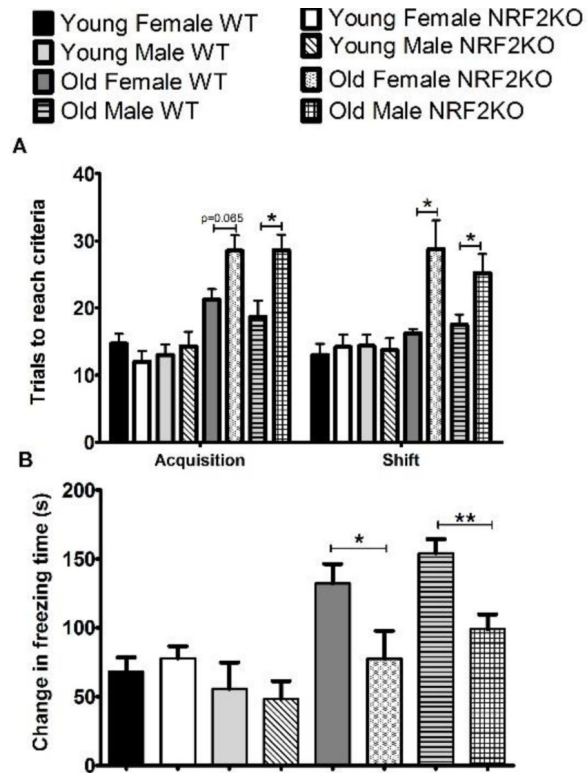 Young Female WT
Young Male WT
Old Female WT
Old Male WT
Young Female NRF2KO
Young Male NRF2KO
Old Female NRF2KO
Old Male NRF2KO
A
Trials to reach criteria
40
30
20
10
0
p=0.065
*
*
*
Acquisition
Shift
B
Change in freezing time (s)
200
150
100
50
0
*
**